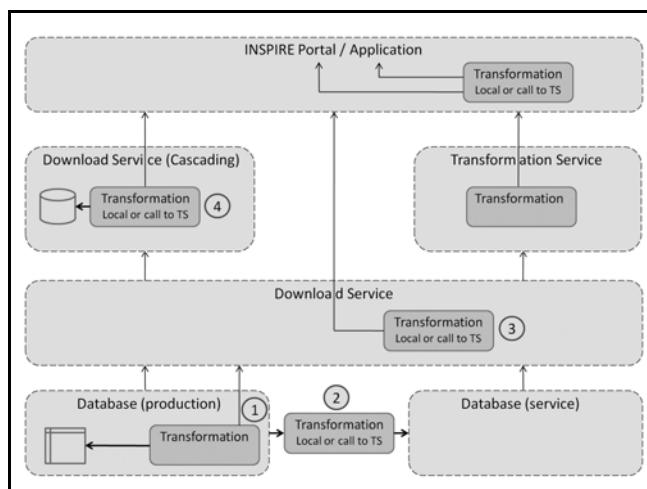 INSPIRE Portal / Application
Transformation
Local or call to TS
Download Service (Cascading)
Transformation
Local or call to TS
4
Transformation Service
Transformation
Download Service
Transformation
Local or call to TS
3
Database (production)
1
Transformation
2
Transformation
Local or call to TS
Database (service)